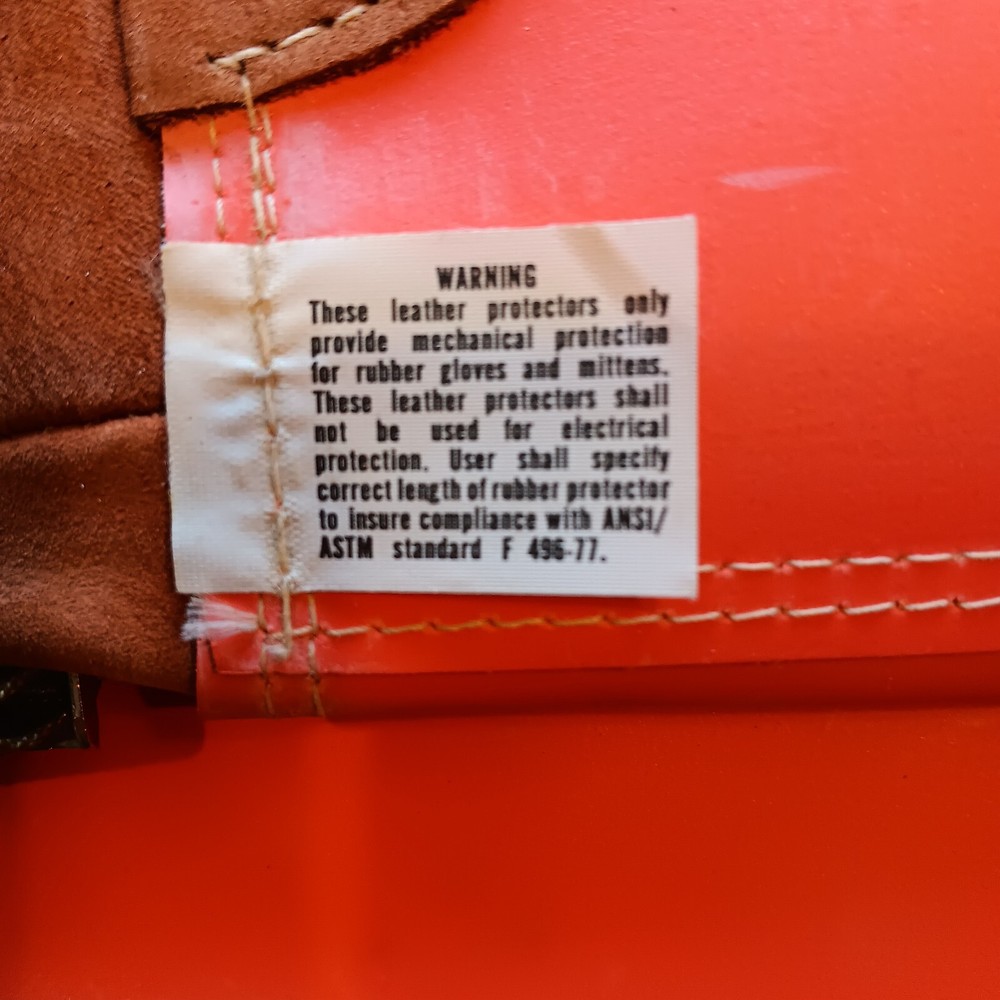 WARNING
These leather protectors only
provide mechanical protection
for rubber gloves and mittens.
These leather protectors shall
not be used for electrical
protection. User shall specify
correct length of rubber protector
to insure compliance with ANSI/
ASTM standard F 496-77.